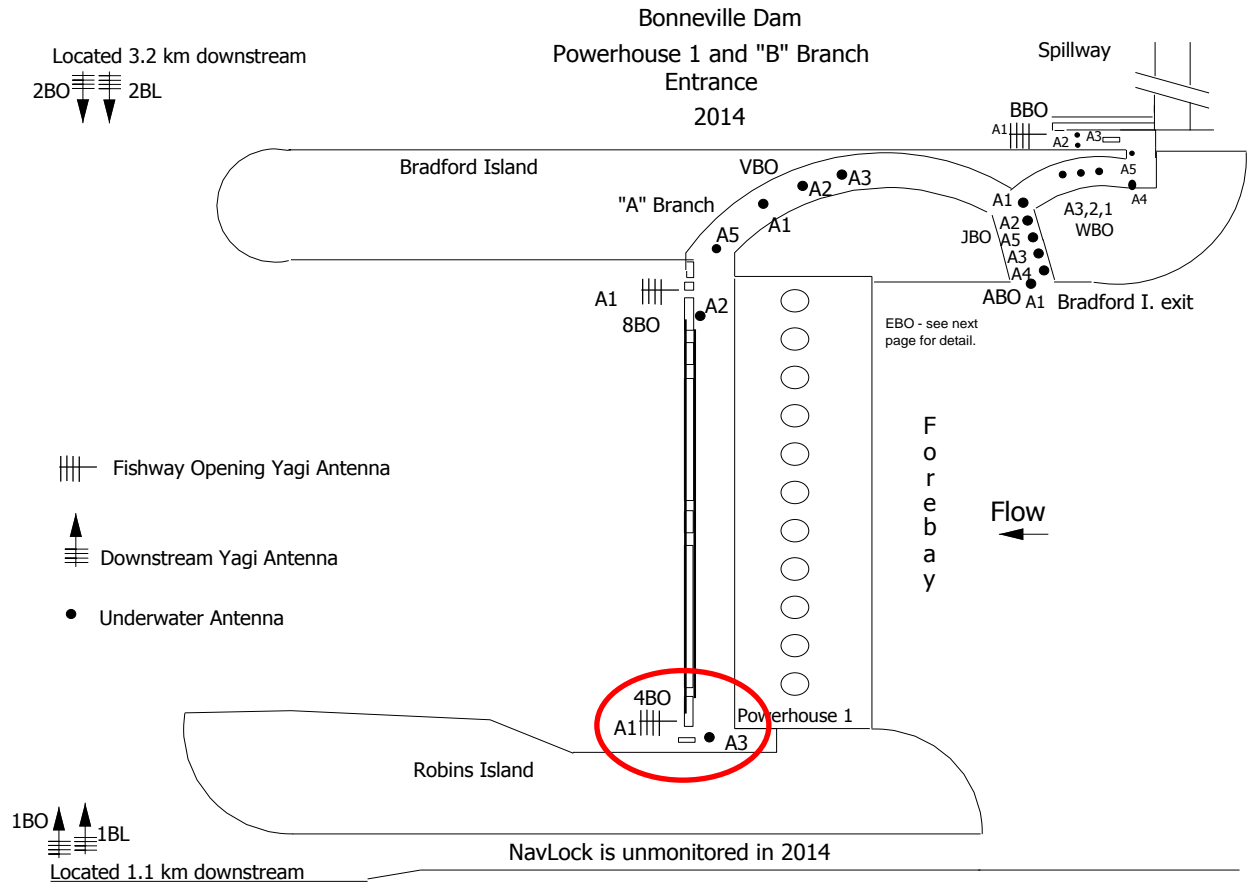 Bonneville Dam
Powerhouse 1 and "B" Branch
Entrance
2014
Located 3.2 km downstream
2BO
2BL
Spillway
BBO
A1
A2
A3
A5
A4
Bradford Island
VBO
A2
A3
"A" Branch
A1
A5
A1
A2
JBO
A5
A3
A4
A3,2,1
WBO
ABO
A1
Bradford I. exit
A1
8BO
A2
EBO - see next
page for detail.
Forebay
Flow
Fishway Opening Yagi Antenna
Downstream Yagi Antenna
Underwater Antenna
4BO
A1
A3
Powerhouse 1
Robins Island
1BO
1BL
Located 1.1 km downstream
NavLock is unmonitored in 2014